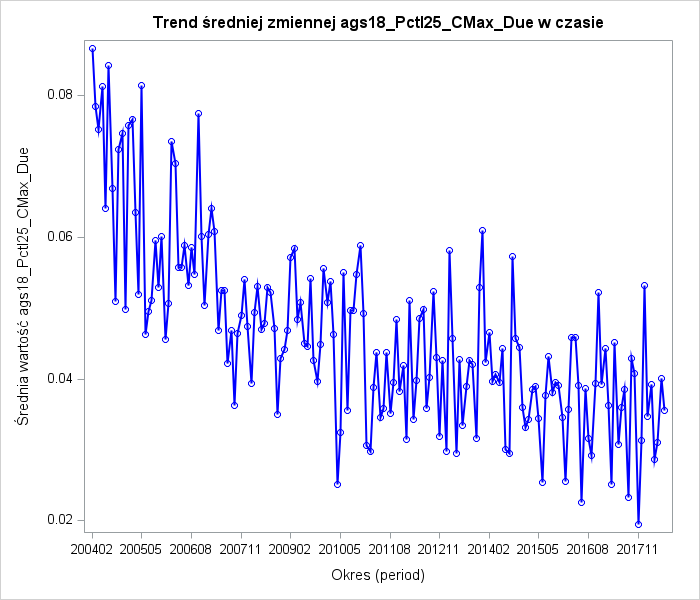 Trend średniej zmiennej ags18_Pctl25_CMax_Due w czasie
Średnia wartość ags18_Pctl25_CMax_Due
0.08
0.06
0.04
0.02
200402 200505 200608 200711 200902 201005 201108 201211 201402 201505 201608 201711
Okres (period)